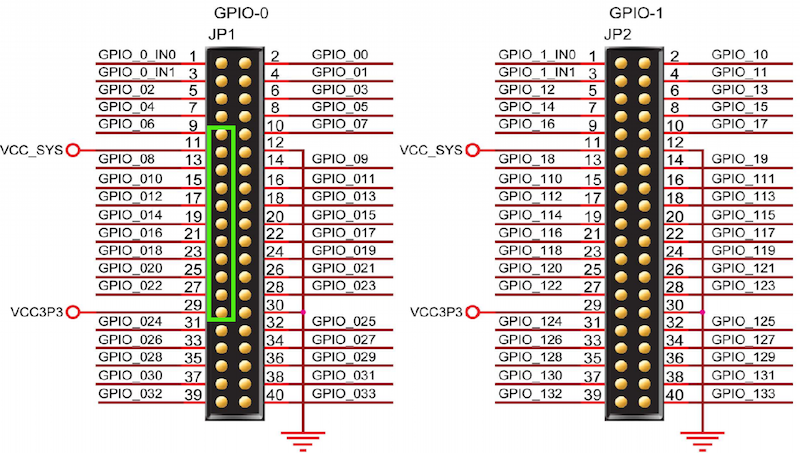 GPIO-0 GPIO-1
JP1 JP2
GPIO_0_IN0 1 2 GPIO_00 GPIO_1_IN0 1 2 GPIO_10
GPIO_0_IN1 3 4 GPIO_01 GPIO_1_IN1 3 4 GPIO_11
GPIO_02 5 6 GPIO_03 GPIO_12 5 6 GPIO_13
GPIO_04 7 8 GPIO_05 GPIO_14 7 8 GPIO_15
GPIO_06 9 10 GPIO_07 GPIO_16 9 10 GPIO_17
VCC_SYS 11 12 VCC_SYS 11 12
GPIO_08 13 14 GPIO_09 GPIO_18 13 14 GPIO_19
GPIO_010 15 16 GPIO_011 GPIO_110 15 16 GPIO_111
GPIO_012 17 18 GPIO_013 GPIO_112 17 18 GPIO_113
GPIO_014 19 20 GPIO_015 GPIO_114 19 20 GPIO_115
GPIO_016 21 22 GPIO_017 GPIO_116 21 22 GPIO_117
GPIO_018 23 24 GPIO_019 GPIO_118 23 24 GPIO_119
GPIO_020 25 26 GPIO_021 GPIO_120 25 26 GPIO_121
GPIO_022 27 28 GPIO_023 GPIO_122 27 28 GPIO_123
VCC3P3 29 30 VCC3P3 29 30
GPIO_024 31 32 GPIO_025 GPIO_124 31 32 GPIO_125
GPIO_026 33 34 GPIO_027 GPIO_126 33 34 GPIO_127
GPIO_028 35 36 GPIO_029 GPIO_128 35 36 GPIO_129
GPIO_030 37 38 GPIO_031 GPIO_130 37 38 GPIO_131
GPIO_032 39 40 GPIO_033 GPIO_132 39 40 GPIO_133